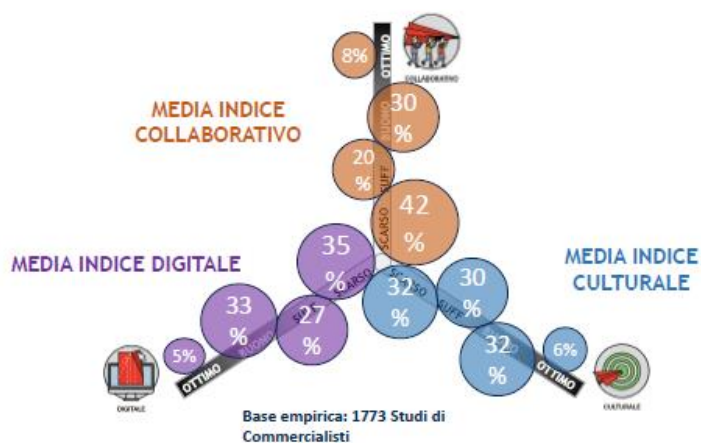 8%
OTTIMO
COLLABORATIVO
MEDIA INDICE
COLLABORATIVO
30
%
BUONO
20
%
SUFF
42
%
SCARSO
MEDIA INDICE DIGITALE
35
%
SCARSO
33
%
BUONO
27
%
SUFF
5%
OTTIMO
DIGITALE
MEDIA INDICE
CULTURALE
32
%
SCARSO
30
%
SUFF
32
%
6%
OTTIMO
CULTURALE
Base empirica: 1773 Studi di
Commercialisti